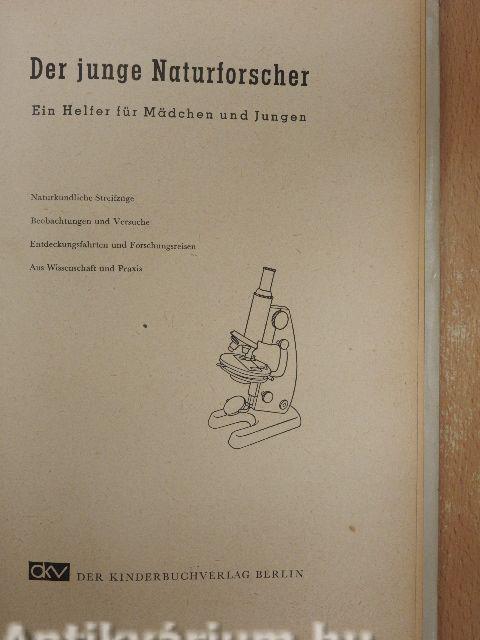 Der junge Naturforscher
Ein Helfer für Mädchen und Jungen
Naturkundliche Streifzüge
Beobachtungen und Versuche
Entdeckungsfahrten und Forschungsreisen
Aus Wissenschaft und Praxis
dkv DER KINDERBUCHVERLAG BERLIN
Antikvárium.hu